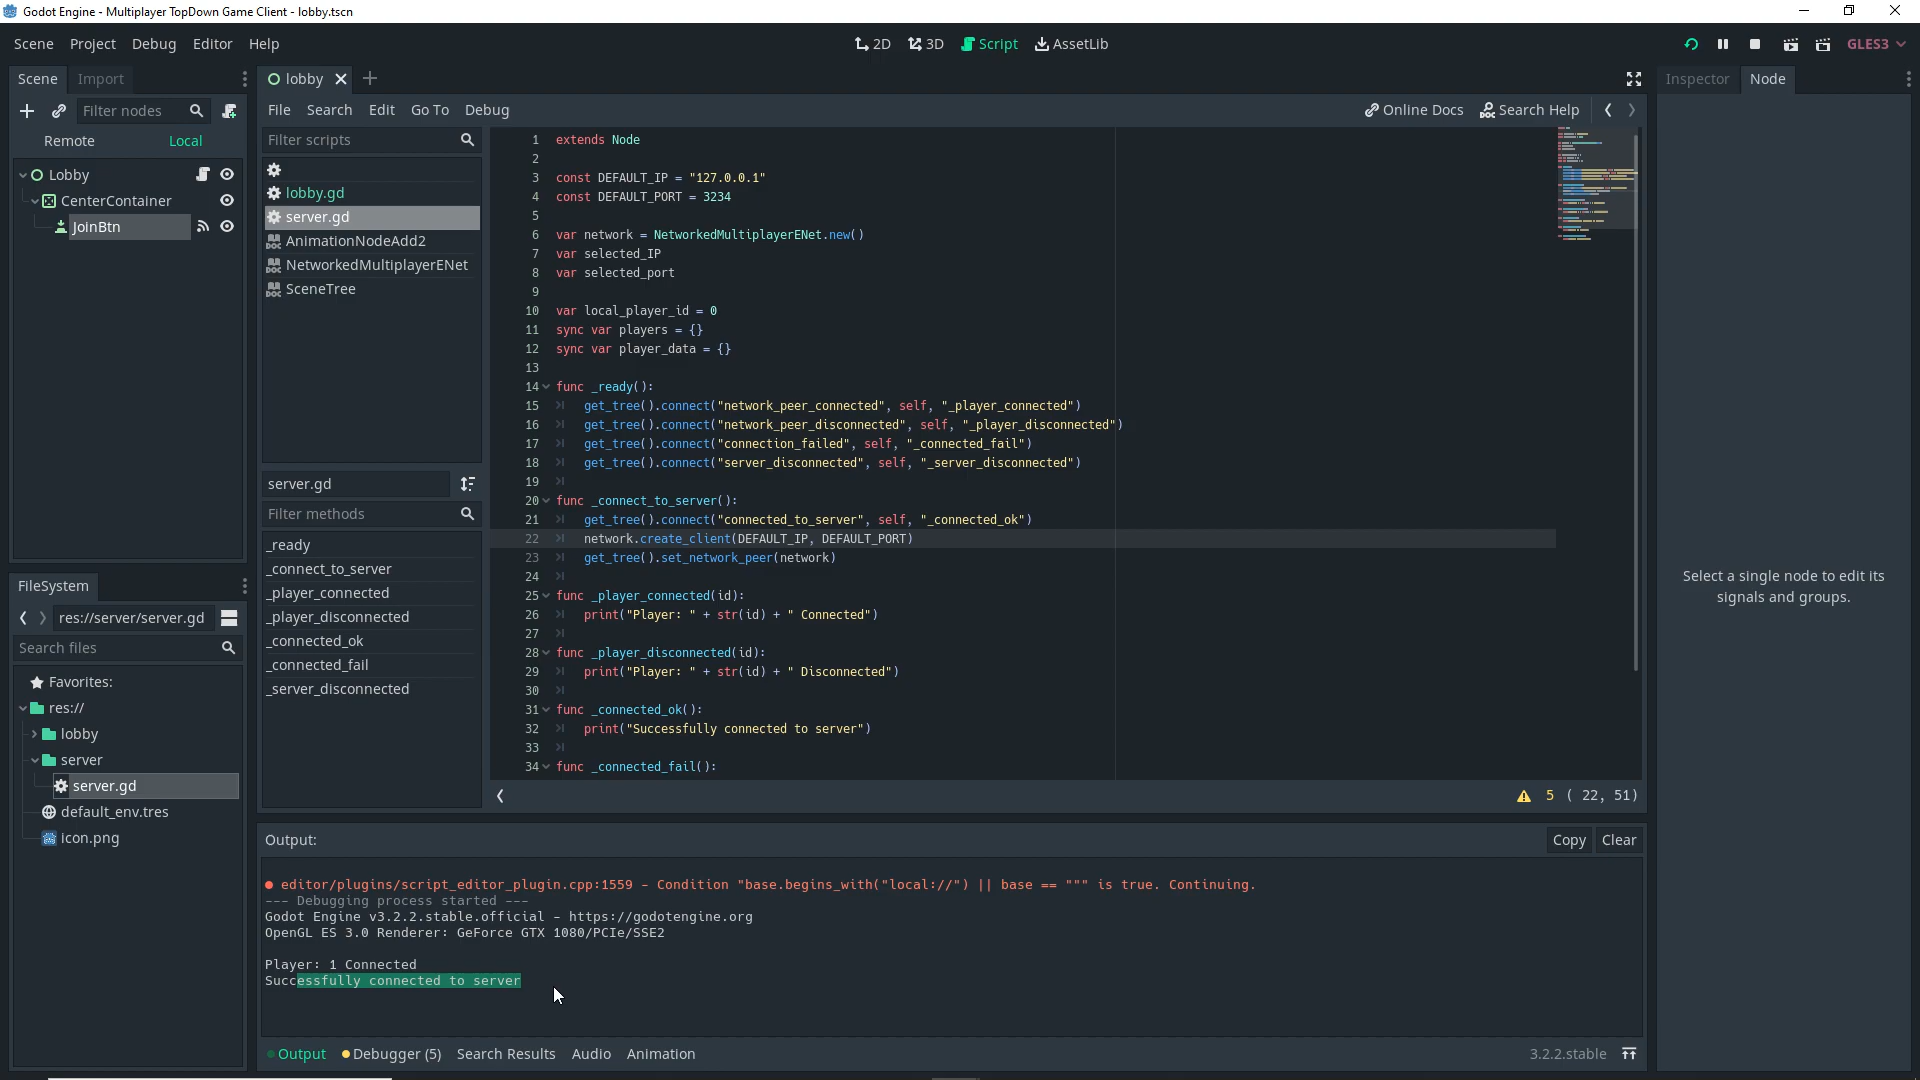 Godot Engine - Multiplayer TopDown Game Client - lobby.tscn
Scene Project Debug Editor Help
2D 3D Script AssetLib
GLES3
Scene Import
Filter nodes
Remote Local
Lobby
CenterContainer
JoinBtn
FileSystem
res://server/server.gd
Search files
Favorites:
res://
lobby
server
server.gd
default_env.tres
icon.png
lobby
File Search Edit Go To Debug
Online Docs Search Help
Filter scripts
lobby.gd
server.gd
AnimationNodeAdd2
NetworkedMultiplayerENet
SceneTree
server.gd
Filter methods
_ready
_connect_to_server
_player_connected
_player_disconnected
_connected_ok
_connected_fail
_server_disconnected
1 extends Node
2
3 const DEFAULT_IP = "127.0.0.1"
4 const DEFAULT_PORT = 3234
5
6 var network = NetworkedMultiplayerENet.new()
7 var selected_IP
8 var selected_port
9
10 var local_player_id = 0
11 sync var players = {}
12 sync var player_data = {}
13
14 func _ready():
15 get_tree().connect("network_peer_connected", self, "_player_connected")
16 get_tree().connect("network_peer_disconnected", self, "_player_disconnected")
17 get_tree().connect("connection_failed", self, "_connected_fail")
18 get_tree().connect("server_disconnected", self, "_server_disconnected")
19
20 func _connect_to_server():
21 get_tree().connect("connected_to_server", self, "_connected_ok")
22 network.create_client(DEFAULT_IP, DEFAULT_PORT)
23 get_tree().set_network_peer(network)
24
25 func _player_connected(id):
26 print("Player: " + str(id) + " Connected")
27
28 func _player_disconnected(id):
29 print("Player: " + str(id) + " Disconnected")
30
31 func _connected_ok():
32 print("Successfully connected to server")
33
34 func _connected_fail():
5 ( 22, 51)
Output:
Copy Clear
editor/plugins/script_editor_plugin.cpp:1559 - Condition "base.begins_with("local://") || base == """ is true. Continuing.
--- Debugging process started ---
Godot Engine v3.2.2.stable.official - https://godotengine.org
OpenGL ES 3.0 Renderer: GeForce GTX 1080/PCIe/SSE2
Player: 1 Connected
Successfully connected to server
Output Debugger (5) Search Results Audio Animation
3.2.2.stable
Inspector Node
Select a single node to edit its
signals and groups.